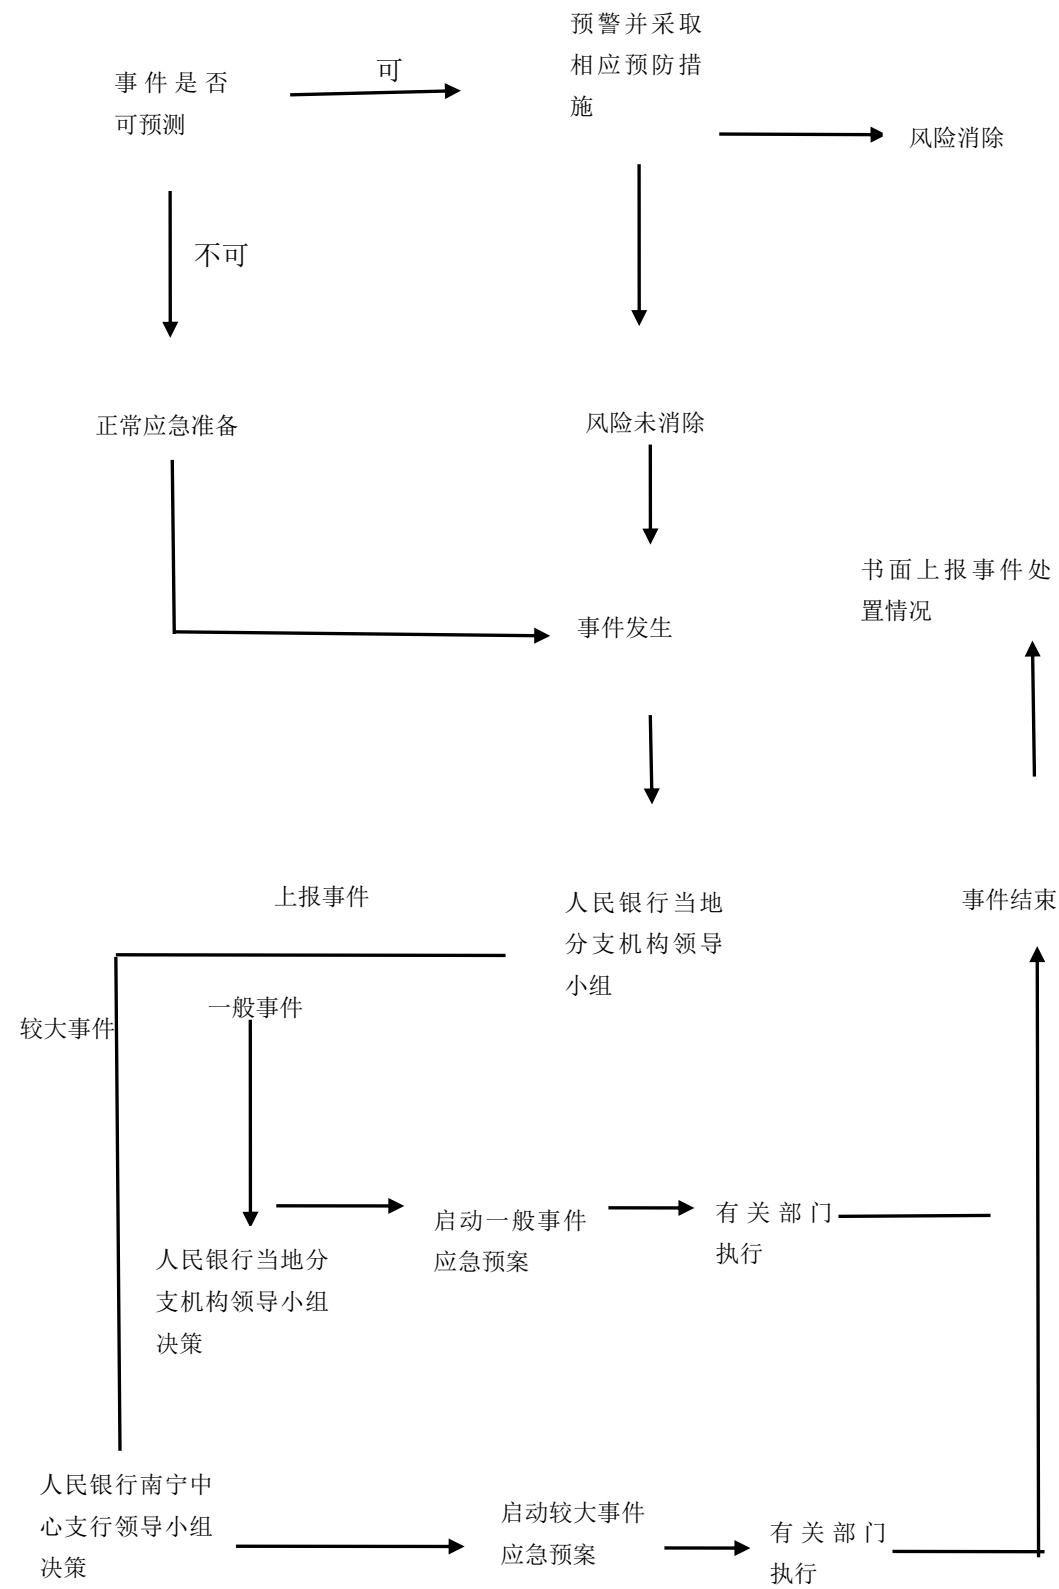 预警并采取
相应预防措
施
可
事件是否
可预测
风险消除
不可
正常应急准备
风险未消除
书面上报事件处
置情况
事件发生
上报事件
人民银行当地
分支机构领导
小组
事件结束
一般事件
较大事件
人民银行当地分
支机构领导小组
决策
启动一般事件
应急预案
有关部门
执行
人民银行南宁中
心支行领导小组
决策
启动较大事件
应急预案
有关部门
执行